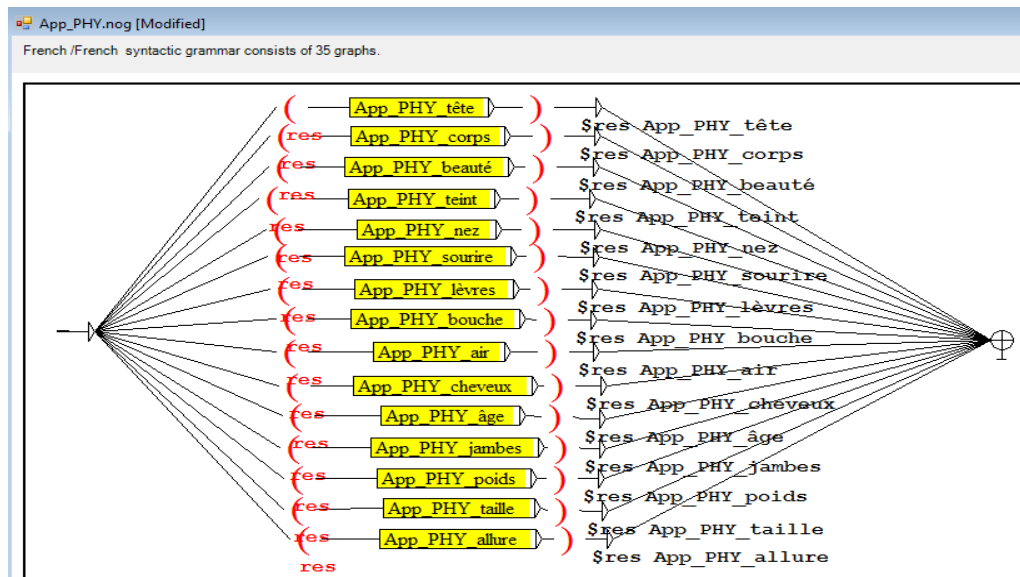 App_PHY.nog [Modified]
French /French syntactic grammar consists of 35 graphs.
( App_PHY_tête )
res $res App_PHY_tête
( App_PHY_corps )
res $res App_PHY_corps
( App_PHY_beauté )
res $res App_PHY_beauté
( App_PHY_teint )
res $res App_PHY_teint
( App_PHY_nez )
res $res App_PHY_nez
( App_PHY_sourire )
res $res App_PHY_sourire
( App_PHY_lèvres )
res $res App_PHY_lèvres
( App_PHY_bouche )
res $res App_PHY bouche
( App_PHY_air )
res $res App_PHY_air
( App_PHY_cheveux )
res $res App_PHY_cheveux
( App_PHY_âge )
res $res App_PHY_âge
( App_PHY_jambes )
res $res App_PHY_jambes
( App_PHY_poids )
res $res App_PHY_poids
( App_PHY_taille )
res $res App_PHY_taille
( App_PHY_allure )
res $res App_PHY_allure